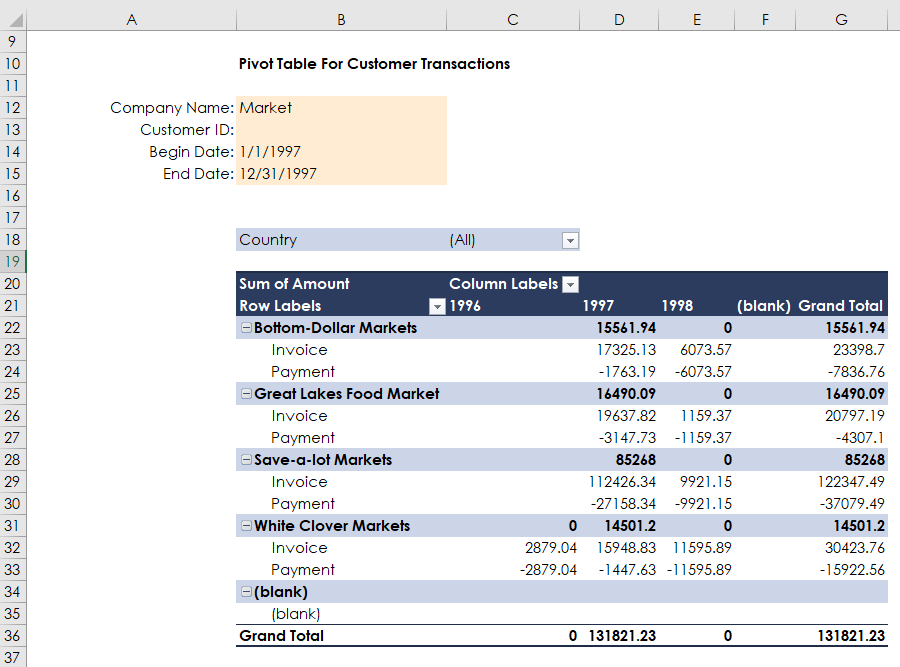 A B C D E F G
9
10 Pivot Table For Customer Transactions
11
12 Company Name: Market
13 Customer ID:
14 Begin Date: 1/1/1997
15 End Date: 12/31/1997
16
17
18 Country (All)
19
20 Sum of Amount Column Labels
21 Row Labels 1996 1997 1998 (blank) Grand Total
22 Bottom-Dollar Markets 15561.94 0 15561.94
23 Invoice 17325.13 6073.57 23398.7
24 Payment -1763.19 -6073.57 -7836.76
25 Great Lakes Food Market 16490.09 0 16490.09
26 Invoice 19637.82 1159.37 20797.19
27 Payment -3147.73 -1159.37 -4307.1
28 Save-a-lot Markets 85268 0 85268
29 Invoice 112426.34 9921.15 122347.49
30 Payment -27158.34 -9921.15 -37079.49
31 White Clover Markets 0 14501.2 0 14501.2
32 Invoice 2879.04 15948.83 11595.89 30423.76
33 Payment -2879.04 -1447.63 -11595.89 -15922.56
34 (blank)
35 (blank)
36 Grand Total 0 131821.23 0 131821.23
37